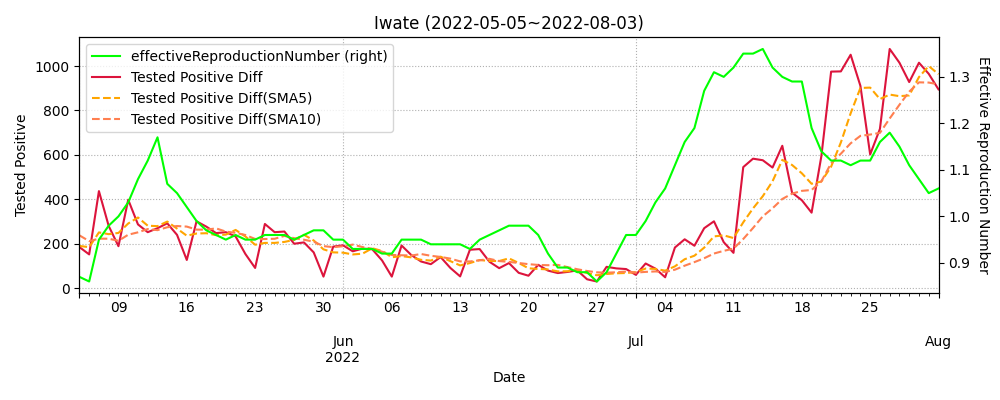 Iwate (2022-05-05~2022-08-03)
effectiveReproductionNumber (right)
Tested Positive Diff
Tested Positive Diff(SMA5)
Tested Positive Diff(SMA10)
Tested Positive
1000
800
600
400
200
0
1.3
1.2
1.1
1.0
0.9
Effective Reproduction Number
09 16 23 30 06 13 20 27 04 11 18 25
Jun Jul Aug
2022
Date